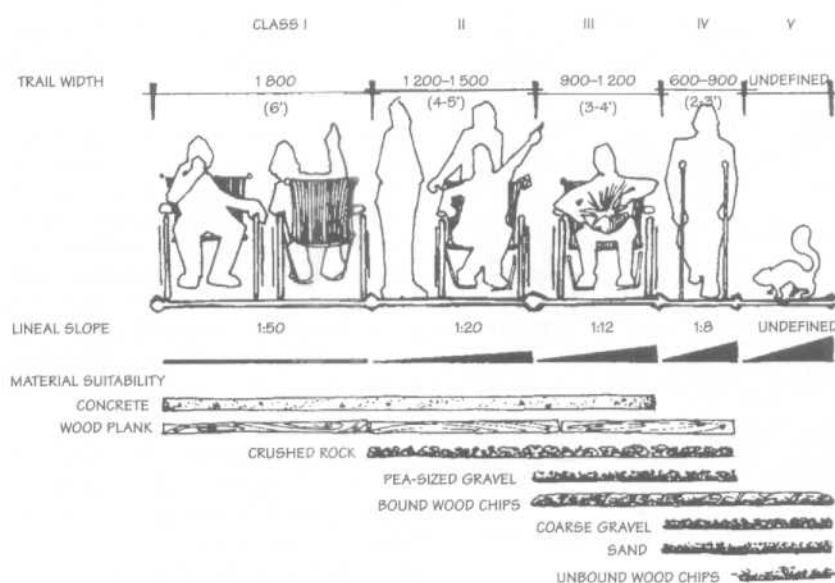 CLASS I II III IV V
TRAIL WIDTH 1 800 1 200–1 500 900–1 200 600–900 UNDEFINED
(6') (4-5') (3-4') (2-3')
LINEAL SLOPE 1:50 1:20 1:12 1:8 UNDEFINED
MATERIAL SUITABILITY
CONCRETE
WOOD PLANK
CRUSHED ROCK
PEA-SIZED GRAVEL
BOUND WOOD CHIPS
COARSE GRAVEL
SAND
UNBOUND WOOD CHIPS